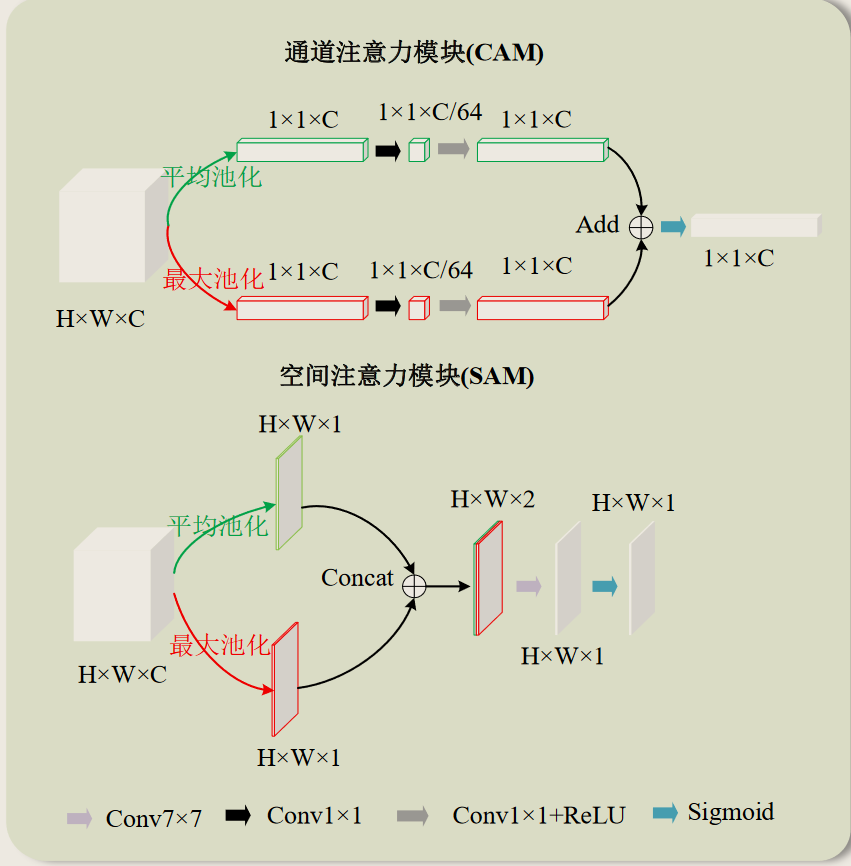 通道注意力模块(CAM)
1×1×C
1×1×C/64
1×1×C
平均池化
Add
最大池化
1×1×C
1×1×C/64
1×1×C
1×1×C
H×W×C
空间注意力模块(SAM)
H×W×1
平均池化
H×W×2
H×W×1
Concat
最大池化
H×W×C
H×W×1
H×W×1
Conv7×7
Conv1×1
Conv1×1+ReLU
Sigmoid